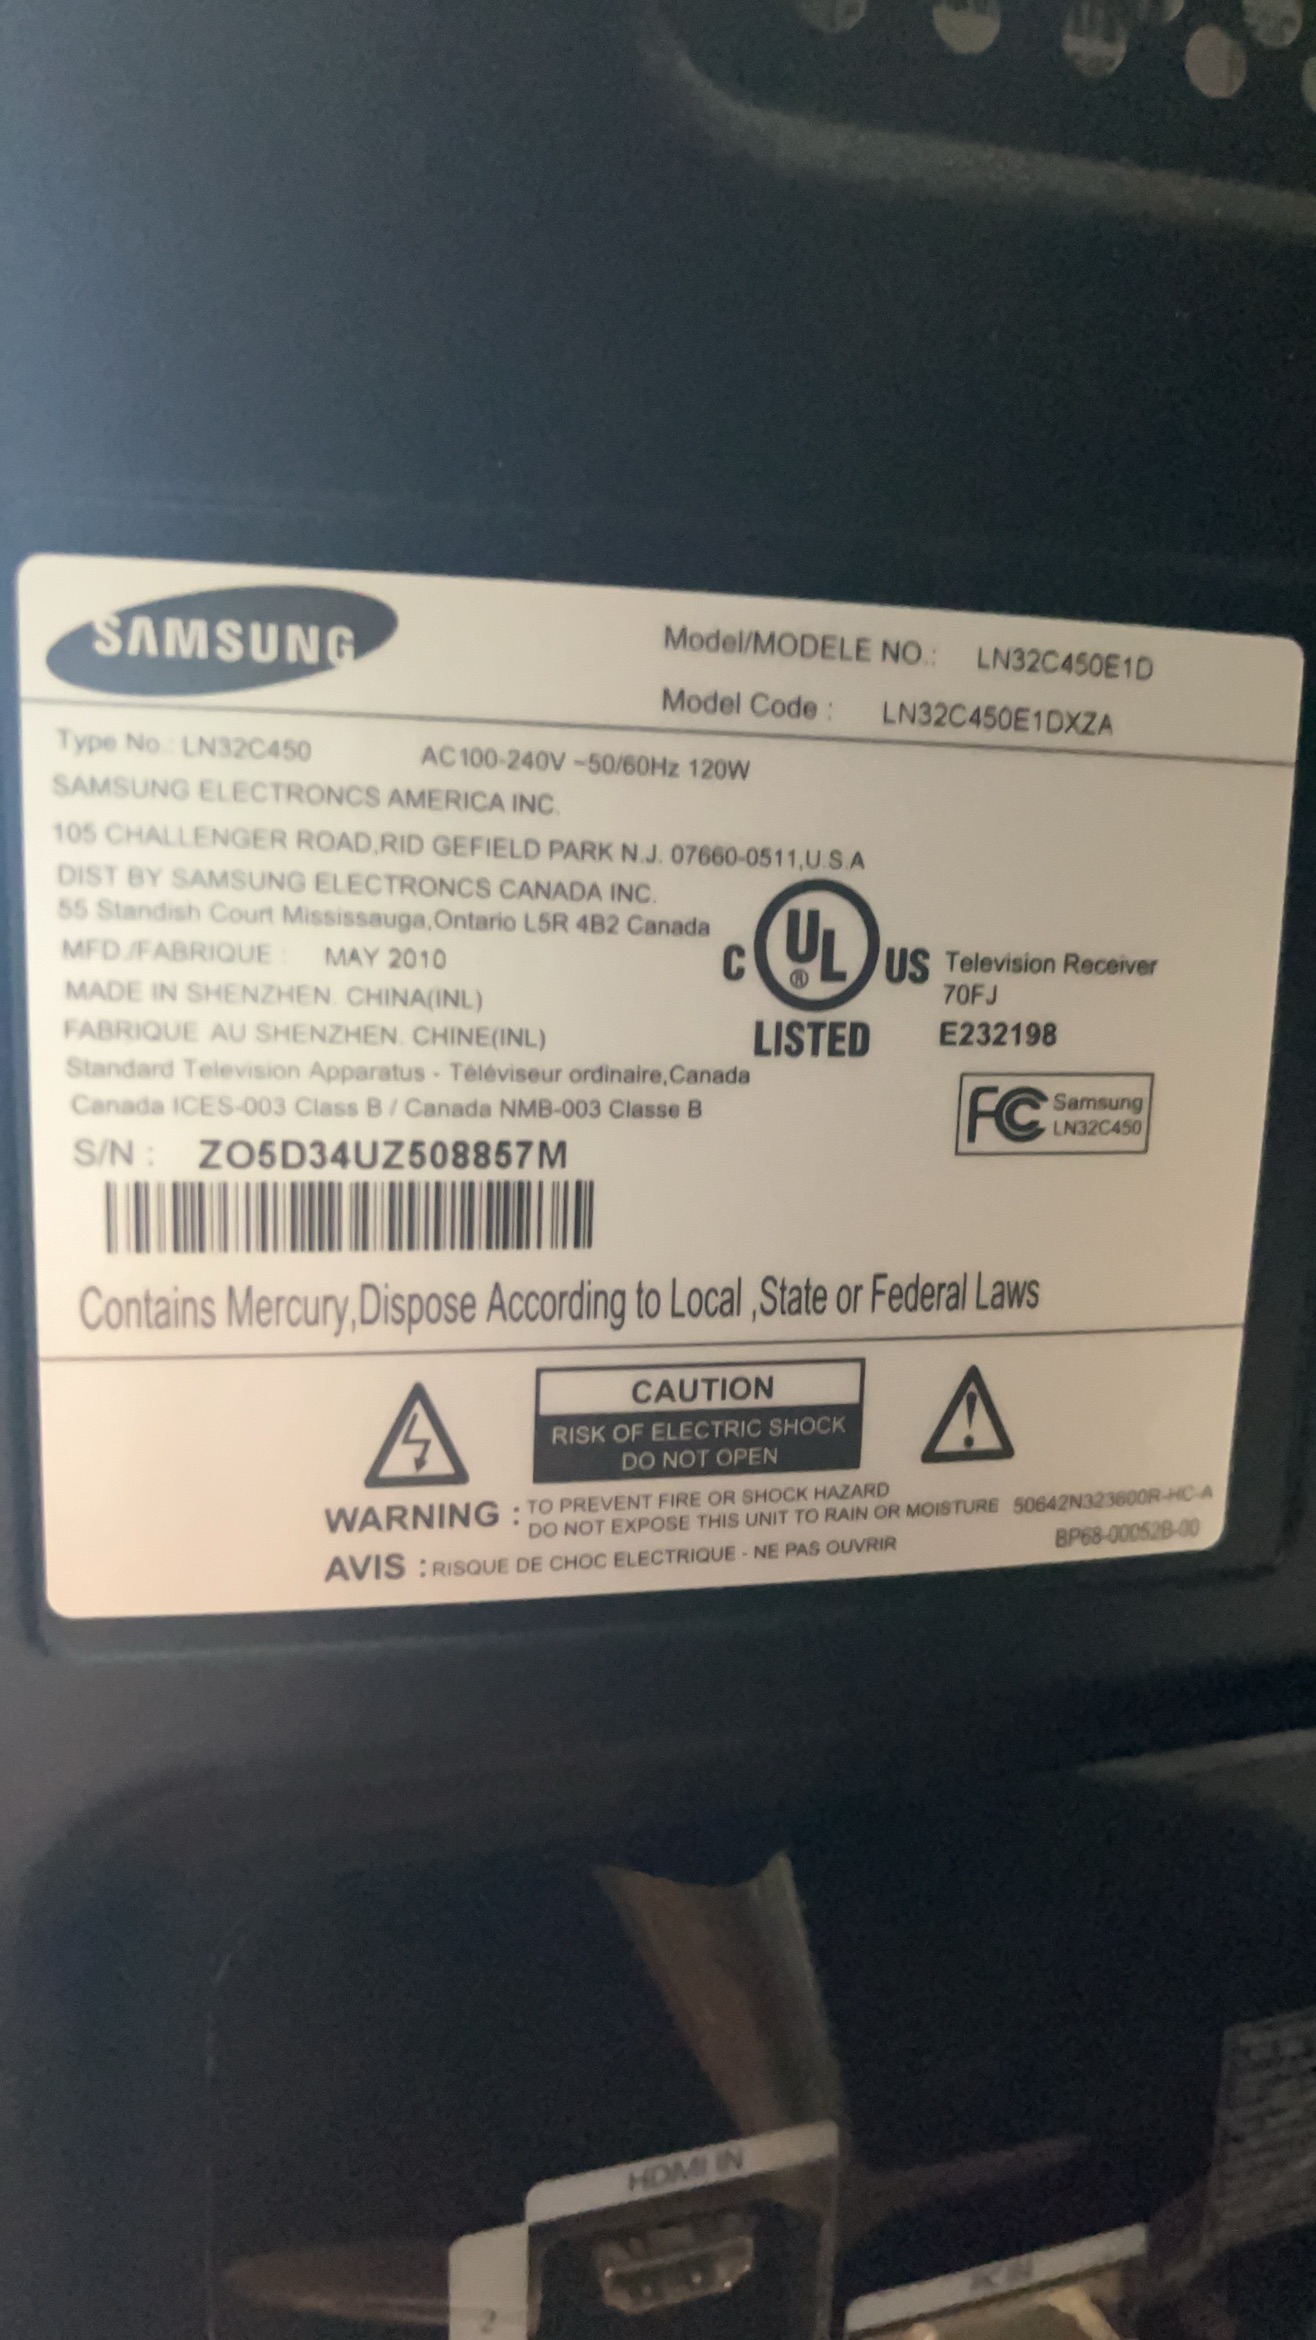 SAMSUNG
Model/MODELE NO.: LN32C450E1D
Model Code : LN32C450E1DXZA
Type No.: LN32C450 AC100-240V ~50/60Hz 120W
SAMSUNG ELECTRONCS AMERICA INC.
105 CHALLENGER ROAD,RID GEFIELD PARK N.J. 07660-0511,U.S.A
DIST BY SAMSUNG ELECTRONCS CANADA INC.
55 Standish Court Mississauga,Ontario L5R 4B2 Canada
MFD./FABRIQUE : MAY 2010
MADE IN SHENZHEN. CHINA(INL)
FABRIQUE AU SHENZHEN. CHINE(INL)
Standard Television Apparatus - Téléviseur ordinaire,Canada
Canada ICES-003 Class B / Canada NMB-003 Classe B
C UL ® US
LISTED
Television Receiver
70FJ
E232198
FC Samsung
LN32C450
S/N : ZO5D34UZ508857M
Contains Mercury,Dispose According to Local ,State or Federal Laws
CAUTION
RISK OF ELECTRIC SHOCK
DO NOT OPEN
WARNING : TO PREVENT FIRE OR SHOCK HAZARD
DO NOT EXPOSE THIS UNIT TO RAIN OR MOISTURE
50642N323600R-HC-A
AVIS : RISQUE DE CHOC ELECTRIQUE - NE PAS OUVRIR
BP68-00052B-00
HDMI IN
2